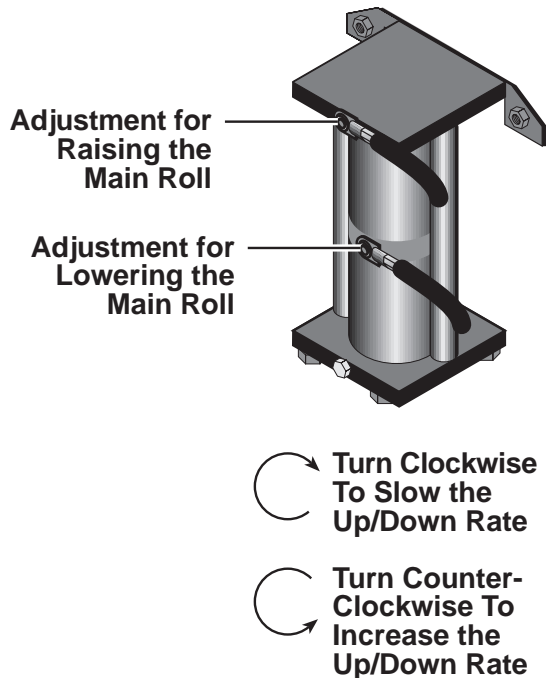 Adjustment for
Raising the
Main Roll
Adjustment for
Lowering the
Main Roll
Turn Clockwise
To Slow the
Up/Down Rate
Turn Counter-
Clockwise To
Increase the
Up/Down Rate